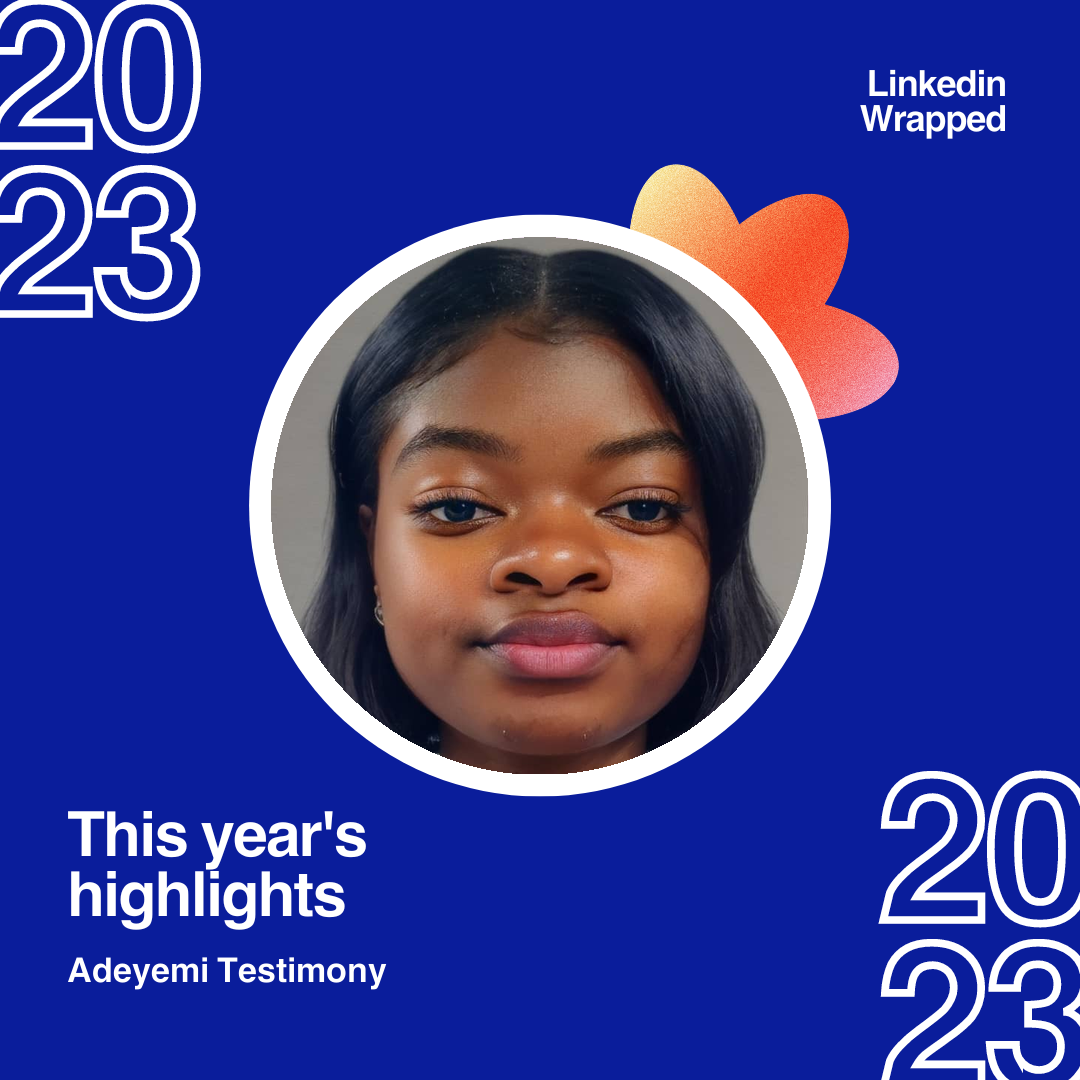 20
23
Linkedin
Wrapped
This year's
highlights
Adeyemi Testimony
20
23